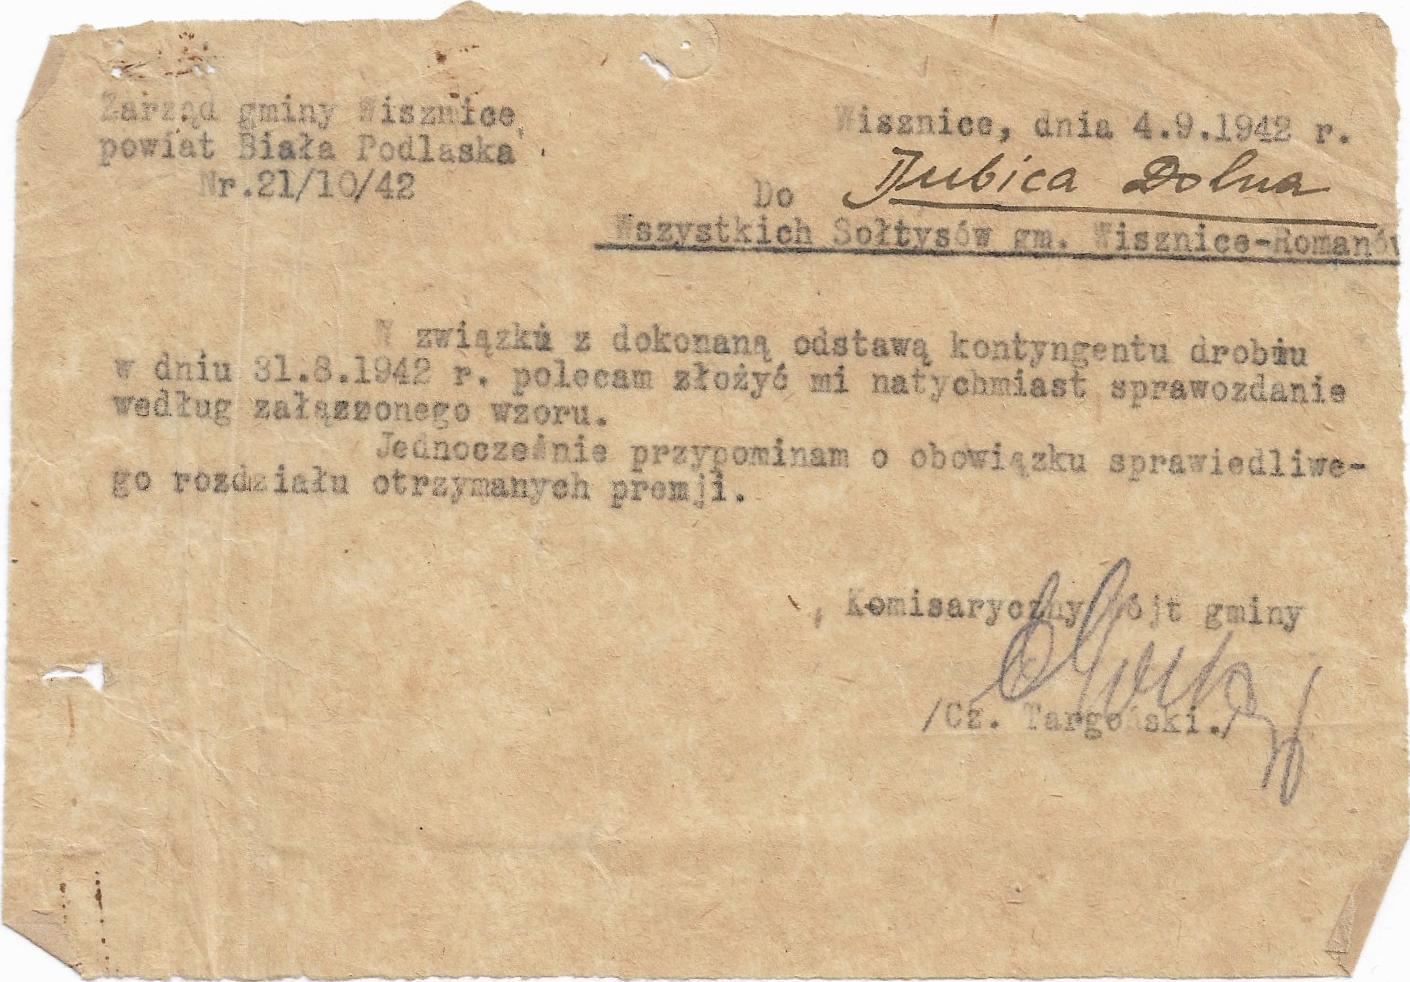 Zarząd gminy Wisznice,
powiat Biała Podlaska
Nr.21/10/42
Wisznice, dnia 4.9.1942 r.
Do Dubica Dolna
Wszystkich Sołtysów gm. Wisznice-Romanów
W związku z dokonaną odstawą kontyngentu drobiu
w dniu 31.8.1942 r. polecam złożyć mi natychmiast sprawozdanie
według załązzonego wzoru.
Jednocześnie przypominam o obowiązku sprawiedliwe-
go rozdziału otrzymanych premji.
Komisaryczny Wójt gminy
/Cz. Targoński./